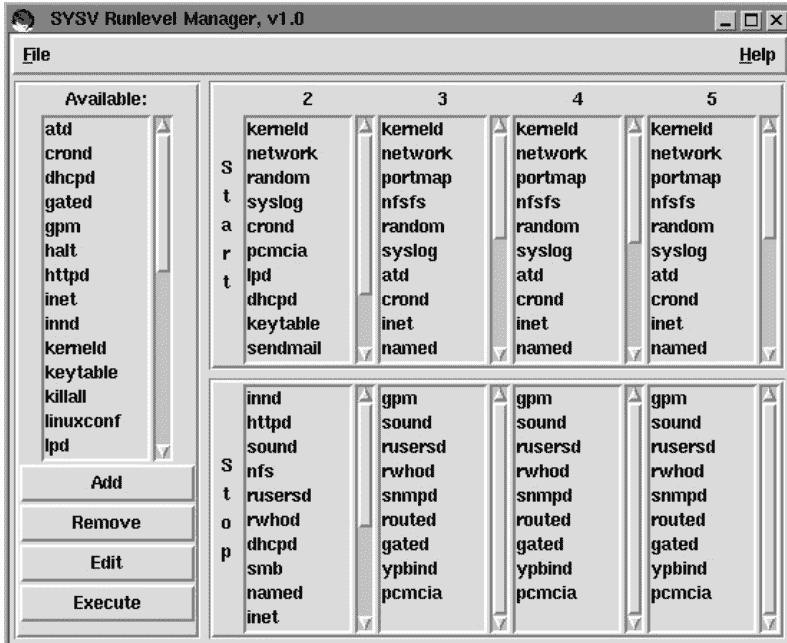 SYSV Runlevel Manager, v1.0
File
Help
Available:
atd
crond
dhcpd
gated
gpm
halt
httpd
inet
innd
kerneld
keytable
killall
linuxconf
lpd
Add
Remove
Edit
Execute
Start
2
kerneld
network
random
syslog
crond
pcmcia
lpd
dhcpd
keytable
sendmail
3
kerneld
network
portmap
nfsfs
random
syslog
atd
crond
inet
named
4
kerneld
network
portmap
nfsfs
random
syslog
atd
crond
inet
named
5
kerneld
network
portmap
nfsfs
random
syslog
atd
crond
inet
named
Stop
innd
httpd
sound
nfs
rusersd
rwhod
dhcpd
smb
named
inet
gpm
sound
rusersd
rwhod
snmpd
routed
gated
ypbind
pcmcia
gpm
sound
rusersd
rwhod
snmpd
routed
gated
ypbind
pcmcia
gpm
sound
rusersd
rwhod
snmpd
routed
gated
ypbind
pcmcia